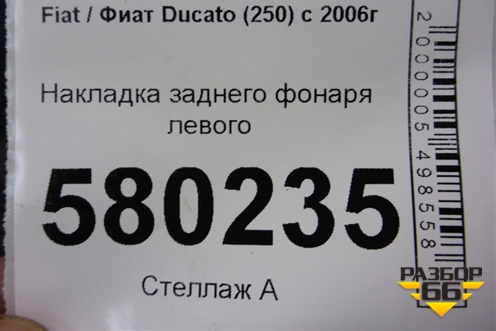 Fiat / Фиат Ducato (250) с 2006г
Накладка заднего фонаря
левого
580235
Стеллаж А
2000005498558
РАЗБОР
66